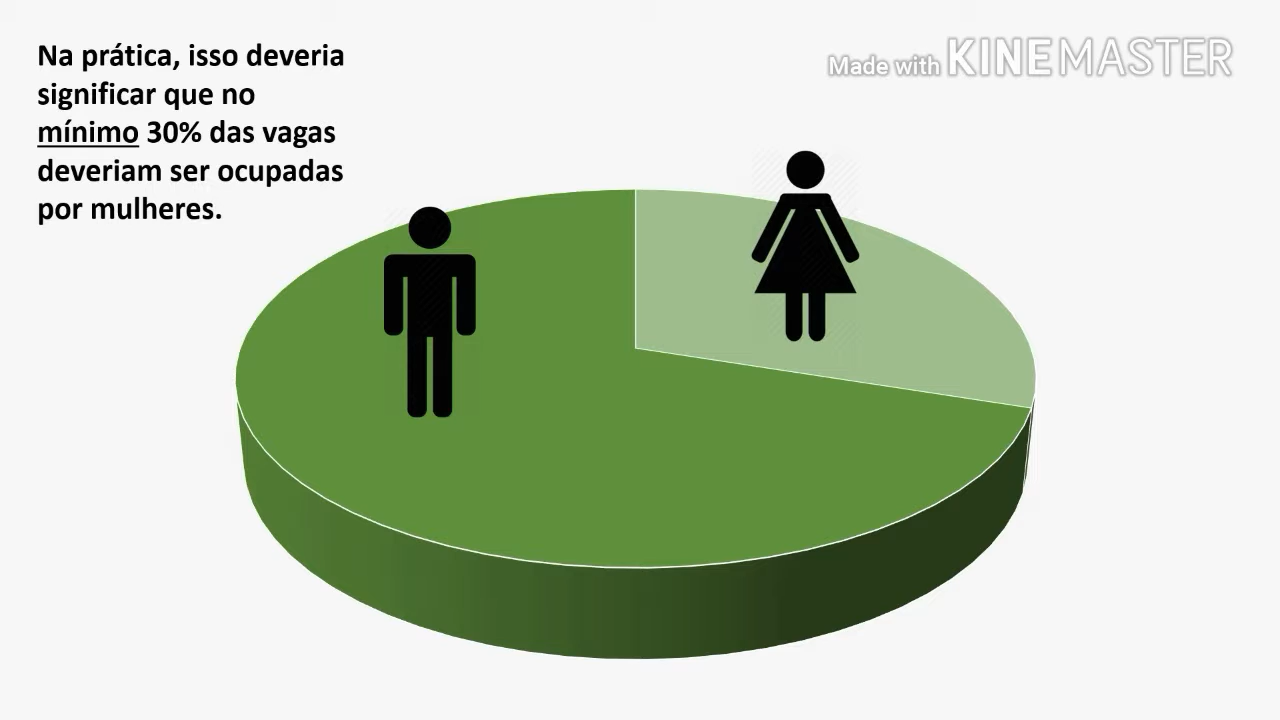 Na prática, isso deveria
significar que no
mínimo 30% das vagas
deveriam ser ocupadas
por mulheres.
Made with KINEMASTER